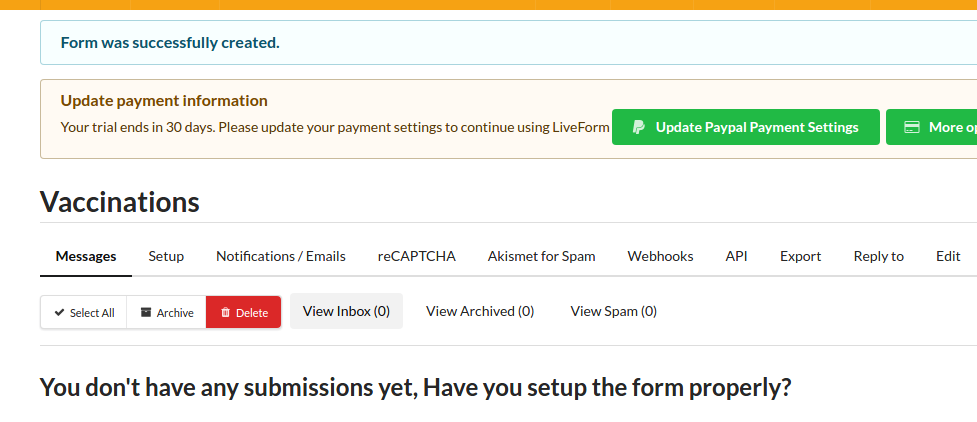 Form was successfully created.
Update payment information
Your trial ends in 30 days. Please update your payment settings to continue using LiveForm
Update Paypal Payment Settings
More
Vaccinations
Messages Setup Notifications / Emails reCAPTCHA Akismet for Spam Webhooks API Export Reply to Edit
Select All Archive Delete View Inbox (0) View Archived (0) View Spam (0)
You don't have any submissions yet, Have you setup the form properly?